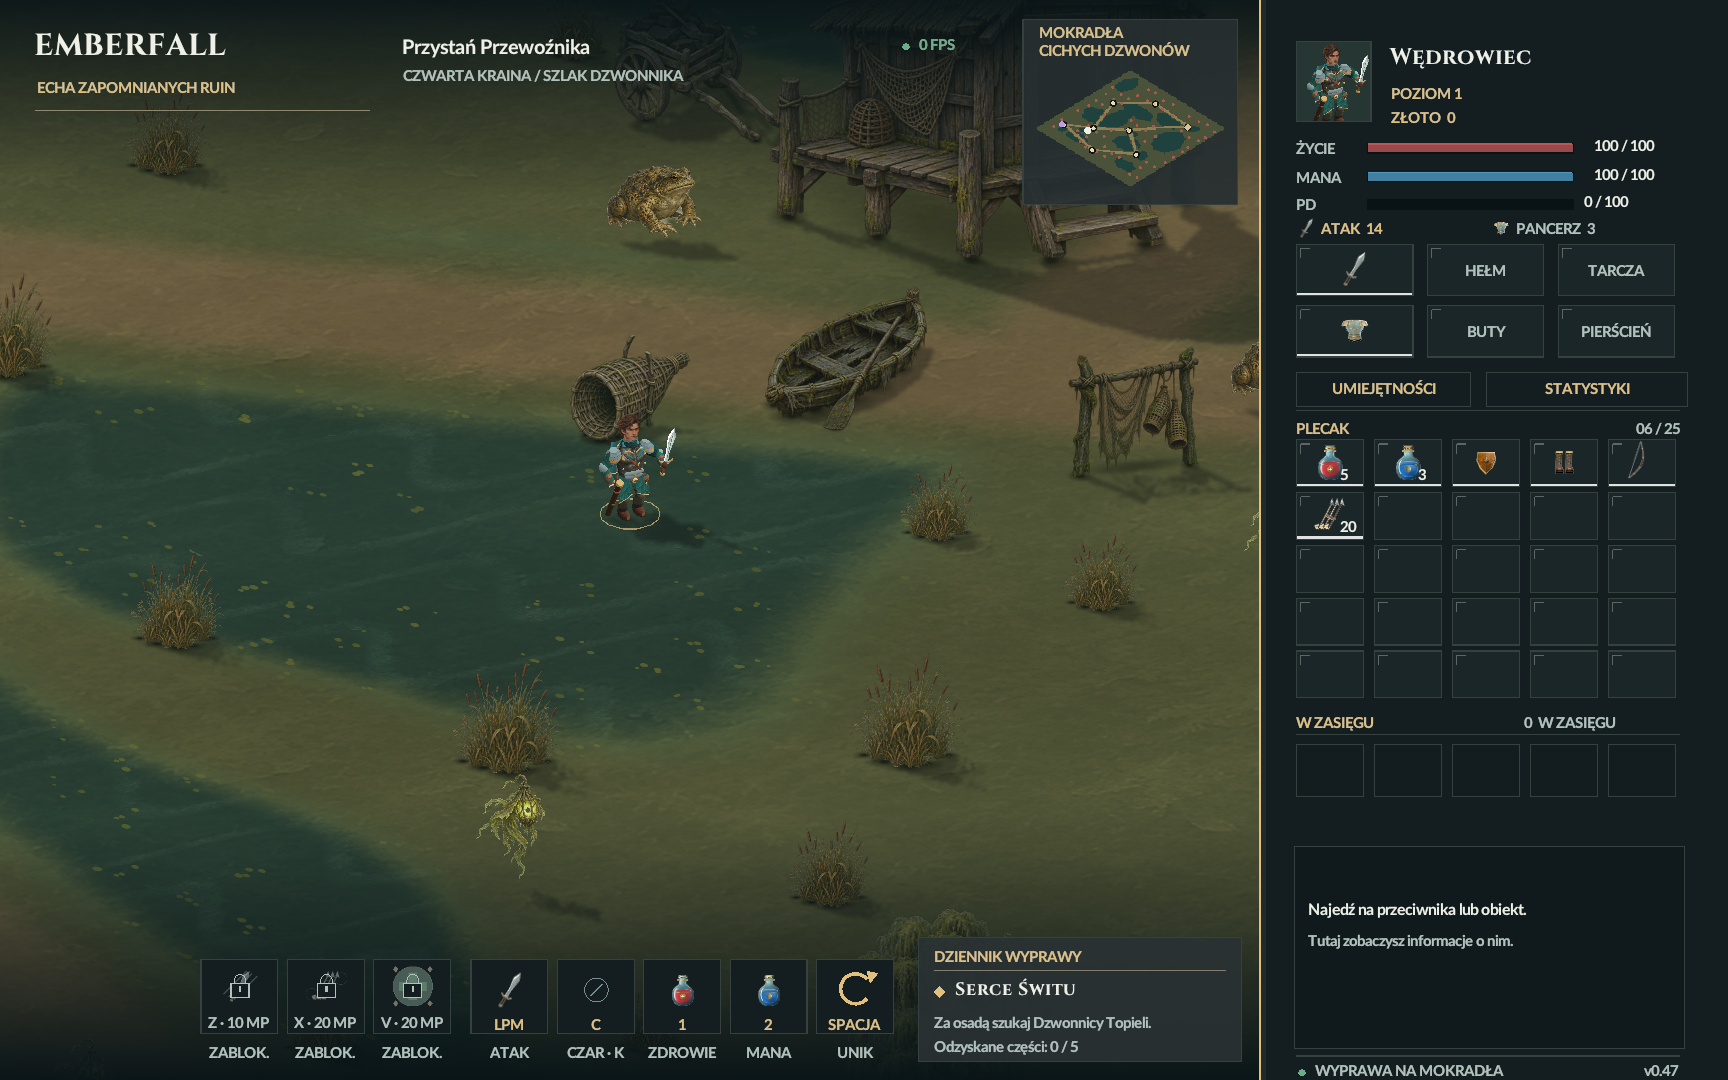 EMBERFALL
ECHA ZAPOMNIANYCH RUIN
Przystań Przewoźnika
CZWARTA KRAINA / SZLAK DZWONNIKA
0 FPS
MOKRADŁA
CICHYCH DZWONÓW
Wędrowiec
POZIOM 1
ZŁOTO 0
ŻYCIE 100 / 100
MANA 100 / 100
PD 0 / 100
ATAK 14 PANCERZ 3
HEŁM TARCZA
BUTY PIERŚCIEŃ
UMIEJĘTNOŚCI STATYSTYKI
PLECAK 06 / 25
5 3
20
W ZASIĘGU 0 W ZASIĘGU
Najedź na przeciwnika lub obiekt.
Tutaj zobaczysz informacje o nim.
WYPRAWA NA MOKRADŁA v0.47
DZIENNIK WYPRAWY
Serce Świtu
Za osadą szukaj Dzwonnicy Topieli.
Odzyskane części: 0 / 5
Z · 10 MP X · 20 MP V · 20 MP LPM C 1 2 SPACJA
ZABLOK. ZABLOK. ZABLOK. ATAK CZAR · K ZDROWIE MANA UNIK